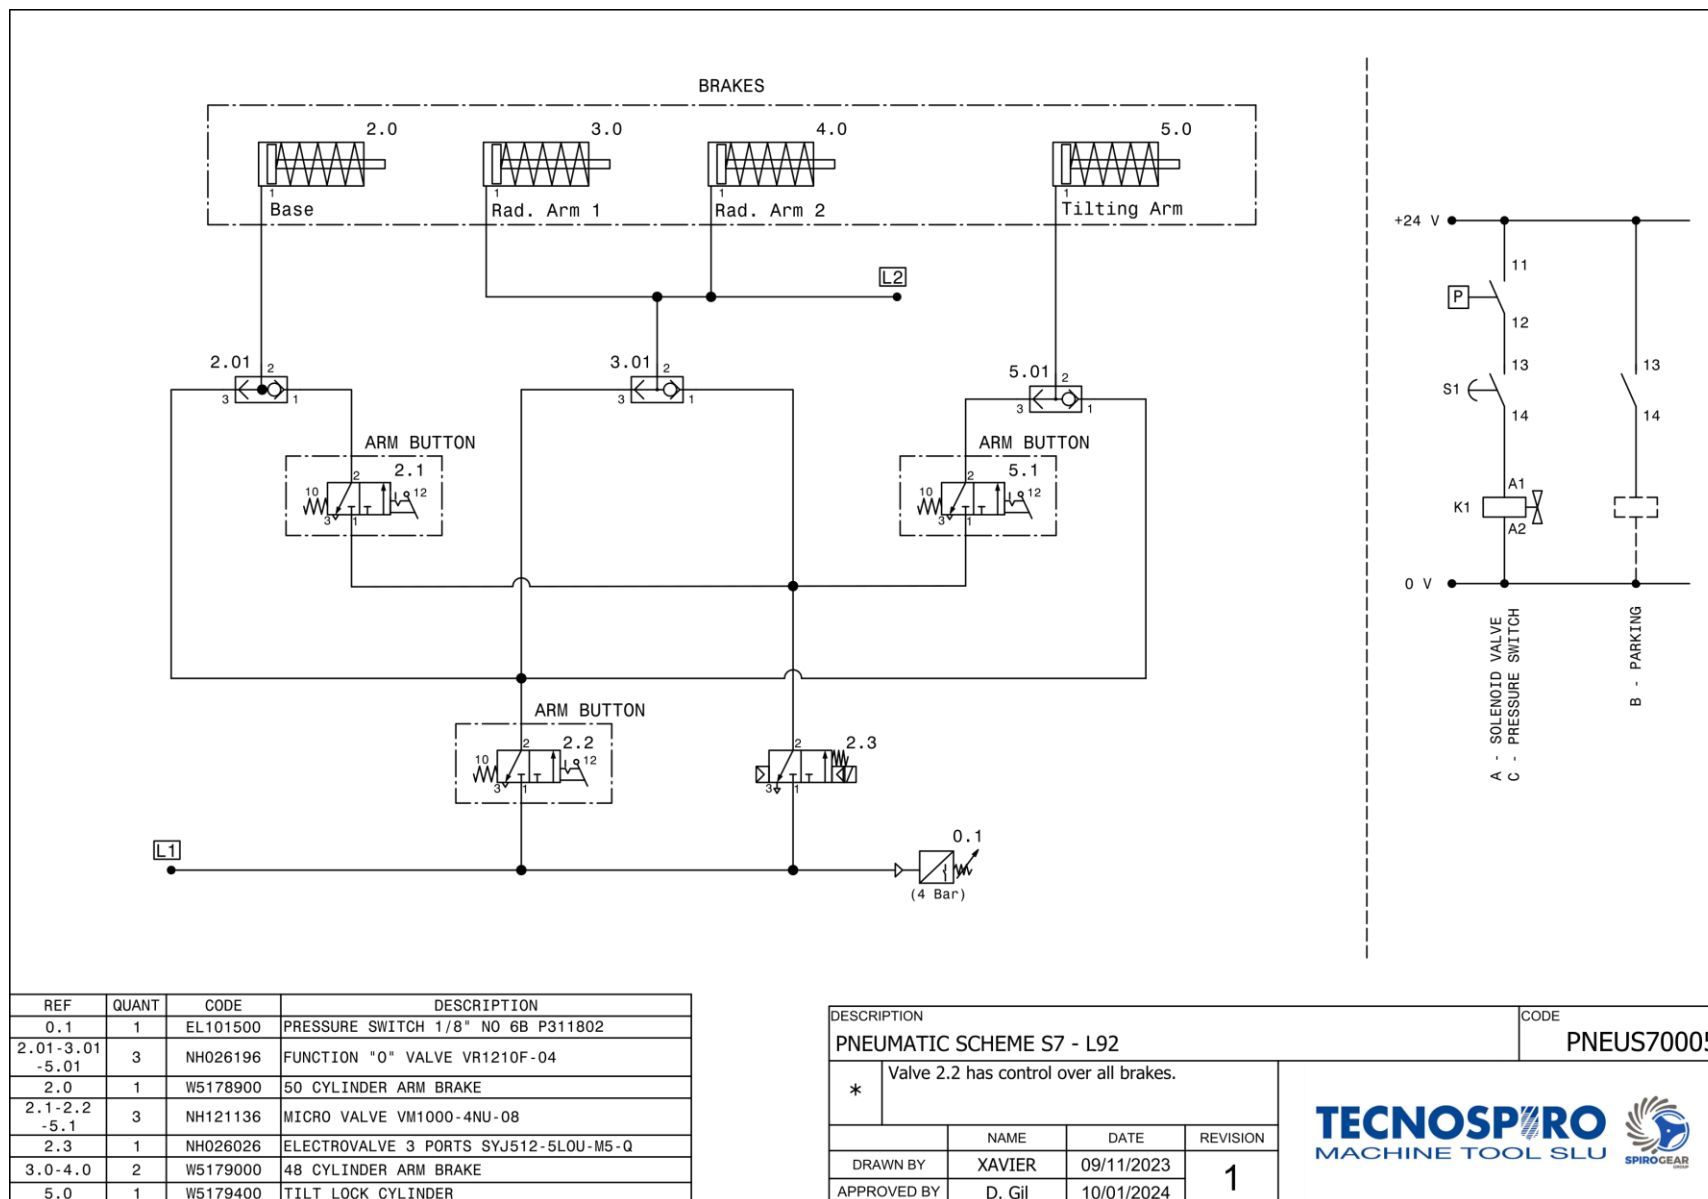 BRAKES
2.0
3.0
4.0
5.0
1
1
1
1
Base
Rad. Arm 1
Rad. Arm 2
Tilting Arm
L2
2.01
2
3
1
3.01
2
3
1
5.01
2
3
1
ARM BUTTON
2.1
2
10
12
3
1
ARM BUTTON
5.1
2
10
12
3
1
ARM BUTTON
2.2
2
10
12
3
1
2.3
2
3
1
L1
0.1
(4 Bar)
+24 V
11
P
12
13
S1
14
13
14
A1
K1
A2
0 V
A - SOLENOID VALVE
C - PRESSURE SWITCH
B - PARKING
REF QUANT CODE DESCRIPTION
0.1 1 EL101500 PRESSURE SWITCH 1/8" NO 6B P311802
2.01-3.01
-5.01 3 NH026196 FUNCTION "O" VALVE VR1210F-04
2.0 1 W5178900 50 CYLINDER ARM BRAKE
2.1-2.2
-5.1 3 NH121136 MICRO VALVE VM1000-4NU-08
2.3 1 NH026026 ELECTROVALVE 3 PORTS SYJ512-5LOU-M5-Q
3.0-4.0 2 W5179000 48 CYLINDER ARM BRAKE
5.0 1 W5179400 TILT LOCK CYLINDER
DESCRIPTION
PNEUMATIC SCHEME S7 - L92
CODE
PNEUS70005
* Valve 2.2 has control over all brakes.
NAME DATE REVISION
DRAWN BY XAVIER 09/11/2023
APPROVED BY D. Gil 10/01/2024
1
TECNOSPIRO
MACHINE TOOL SLU
SPIROGEAR
GROUP